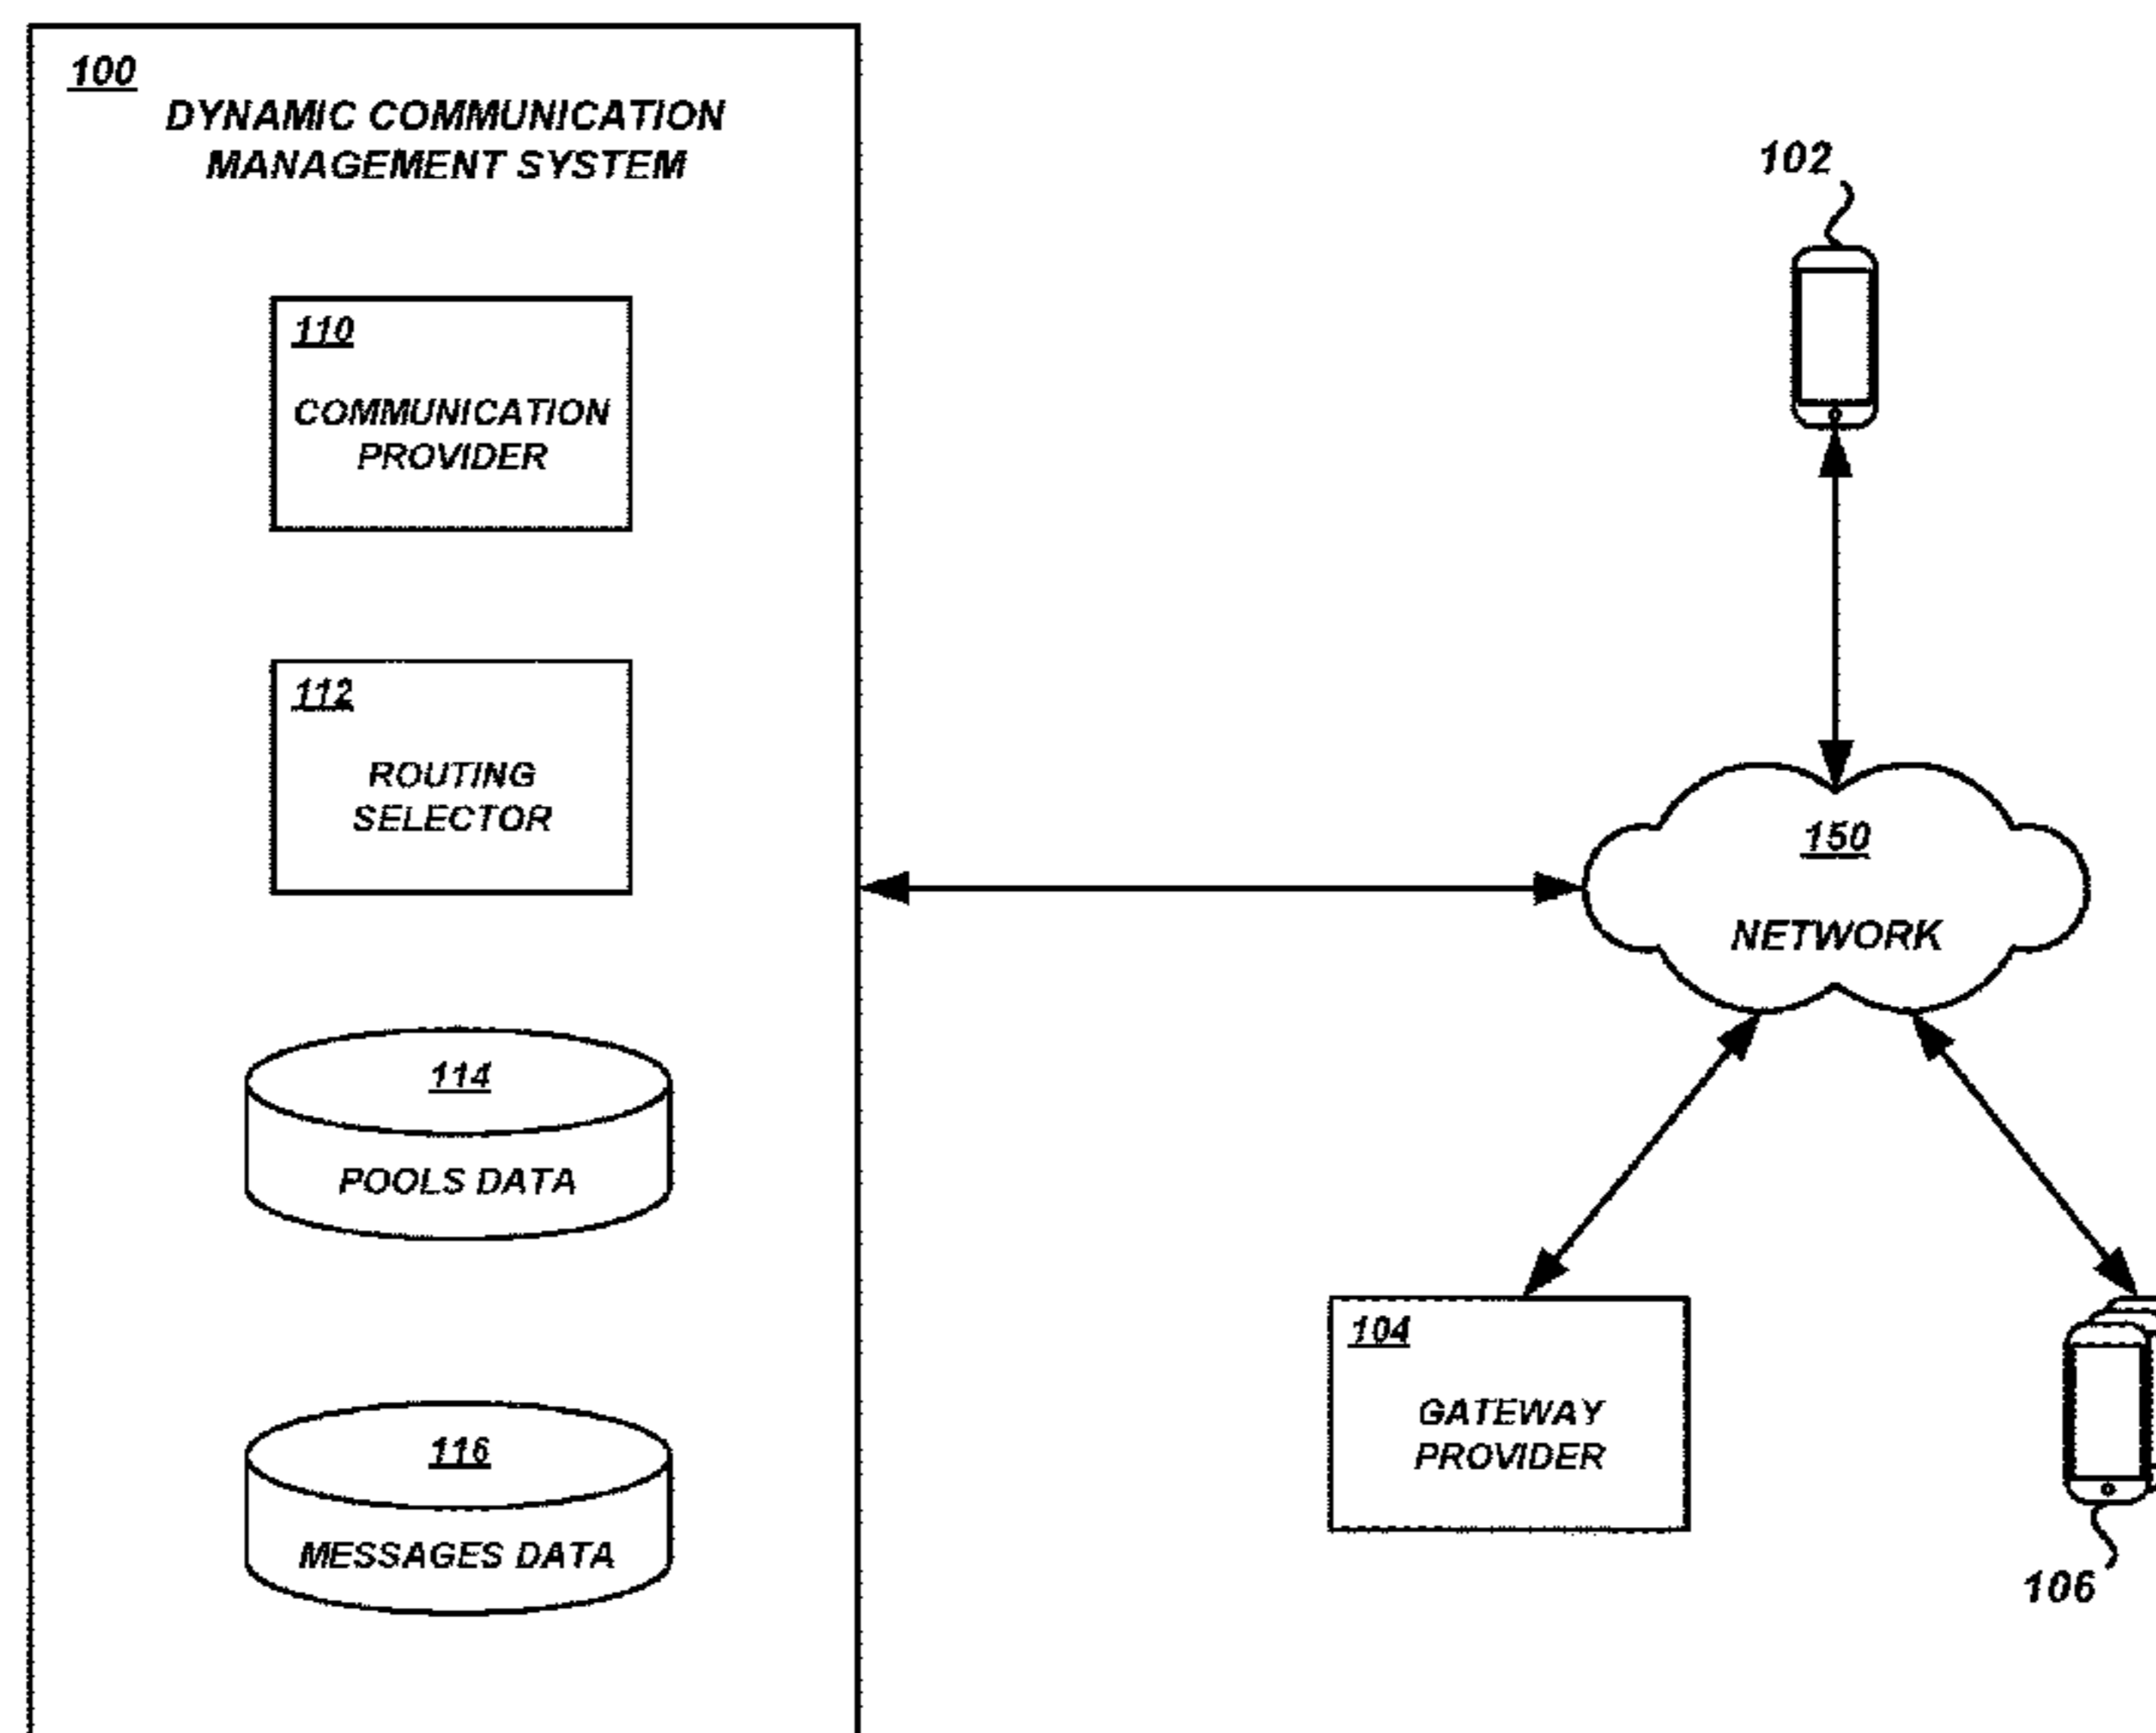 100
DYNAMIC COMMUNICATION
MANAGEMENT SYSTEM
110
COMMUNICATION
PROVIDER
112
ROUTING
SELECTOR
114
POOLS DATA
116
MESSAGES DATA
102
150
NETWORK
104
GATEWAY
PROVIDER
106